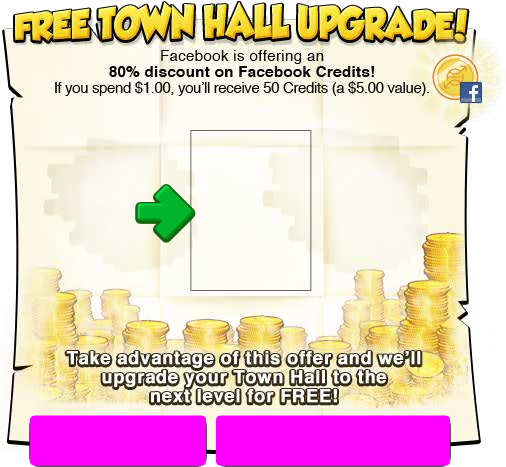 FREE TOWN HALL UPGRADE!
Facebook is offering an
80% discount on Facebook Credits!
If you spend $1.00, you'll receive 50 Credits (a $5.00 value).
f
Take advantage of this offer and we'll
upgrade your Town Hall to the
next level for FREE!